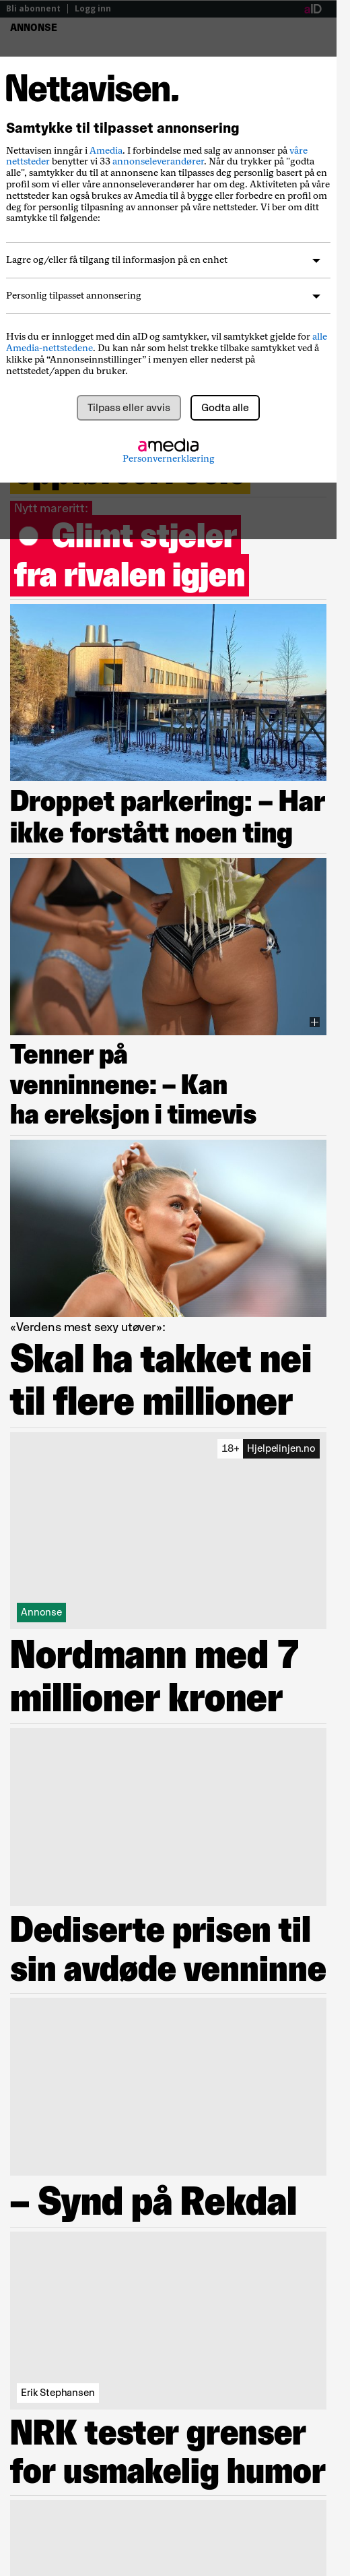 Bli abonnent | Logg inn aID
ANNONSE
Nettavisen.
Samtykke til tilpasset annonsering
Nettavisen inngår i Amedia. I forbindelse med salg av annonser på våre
nettsteder benytter vi 33 annonseleverandører. Når du trykker på "godta
alle", samtykker du til at annonsene kan tilpasses deg personlig basert på en
profil som vi eller våre annonseleverandører har om deg. Aktiviteten på våre
nettsteder kan også brukes av Amedia til å bygge eller forbedre en profil om
deg for personlig tilpasning av annonser på våre nettsteder. Vi ber om ditt
samtykke til følgende:
Lagre og/eller få tilgang til informasjon på en enhet
Personlig tilpasset annonsering
Hvis du er innlogget med din aID og samtykker, vil samtykket gjelde for alle
Amedia-nettstedene. Du kan når som helst trekke tilbake samtykket ved å
klikke på “Annonseinnstillinger” i menyen eller nederst på
nettstedet/appen du bruker.
Tilpass eller avvis Godta alle
amedia
Personvernerklæring
Nytt mareritt:
Glimt stjeler
fra rivalen igjen
Droppet parkering: – Har
ikke forstått noen ting
Tenner på
venninnene: – Kan
ha ereksjon i timevis
«Verdens mest sexy utøver»:
Skal ha takket nei
til flere millioner
18+ Hjelpelinjen.no
Annonse
Nordmann med 7
millioner kroner
Dediserte prisen til
sin avdøde venninne
– Synd på Rekdal
Erik Stephansen
NRK tester grenser
for usmakelig humor